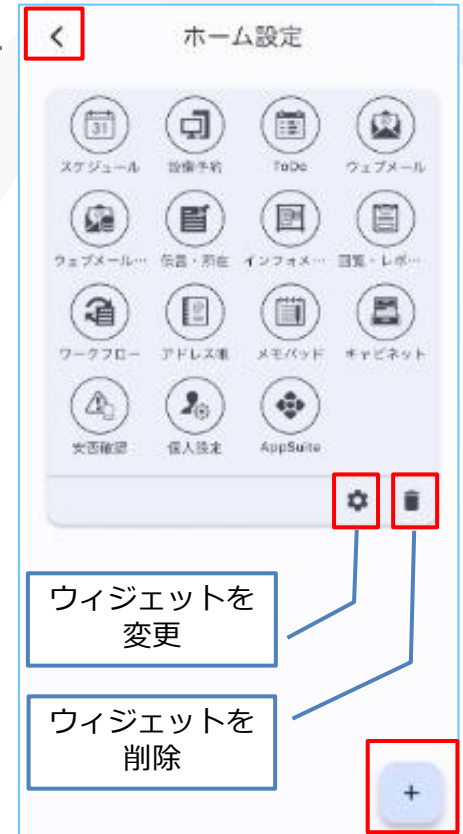 ホーム設定
31
スケジュール 設備予約 ToDo ウェブメール
ウェブメール… 伝言・所在 インフォメ… 回覧・レポ…
ワークフロー アドレス帳 メモパッド キャビネット
安否確認 個人設定 AppSuite
ウィジェットを
変更
ウィジェットを
削除
+